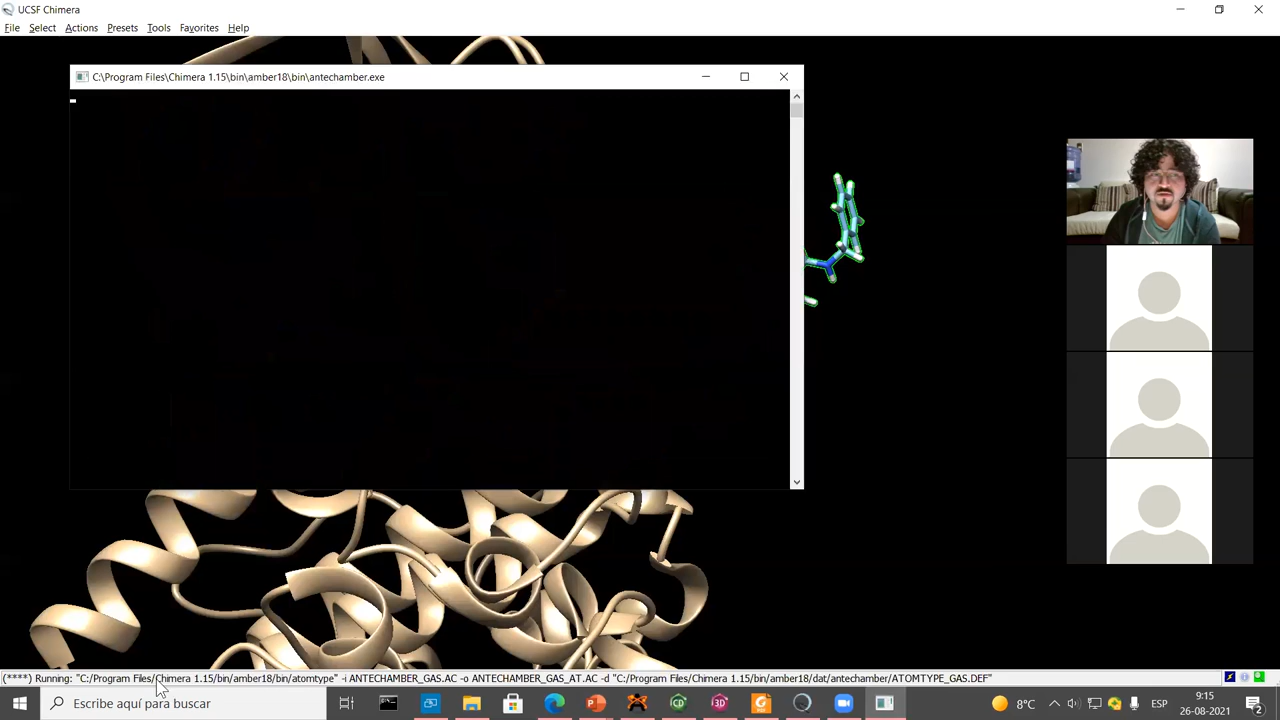 UCSF Chimera
File Select Actions Presets Tools Favorites Help
C:\Program Files\Chimera 1.15\bin\amber18\bin\antechamber.exe
(****) Running: "C:/Program Files/Chimera 1.15/bin/amber18/bin/atomtype" -i ANTECHAMBER_GAS.AC -o ANTECHAMBER_GAS_AT.AC -d "C:/Program Files/Chimera 1.15/bin/amber18/dat/antechamber/ATOMTYPE_GAS.DEF"
Escribe aquí para buscar
8°C
ESP
9:15
26-08-2021
2